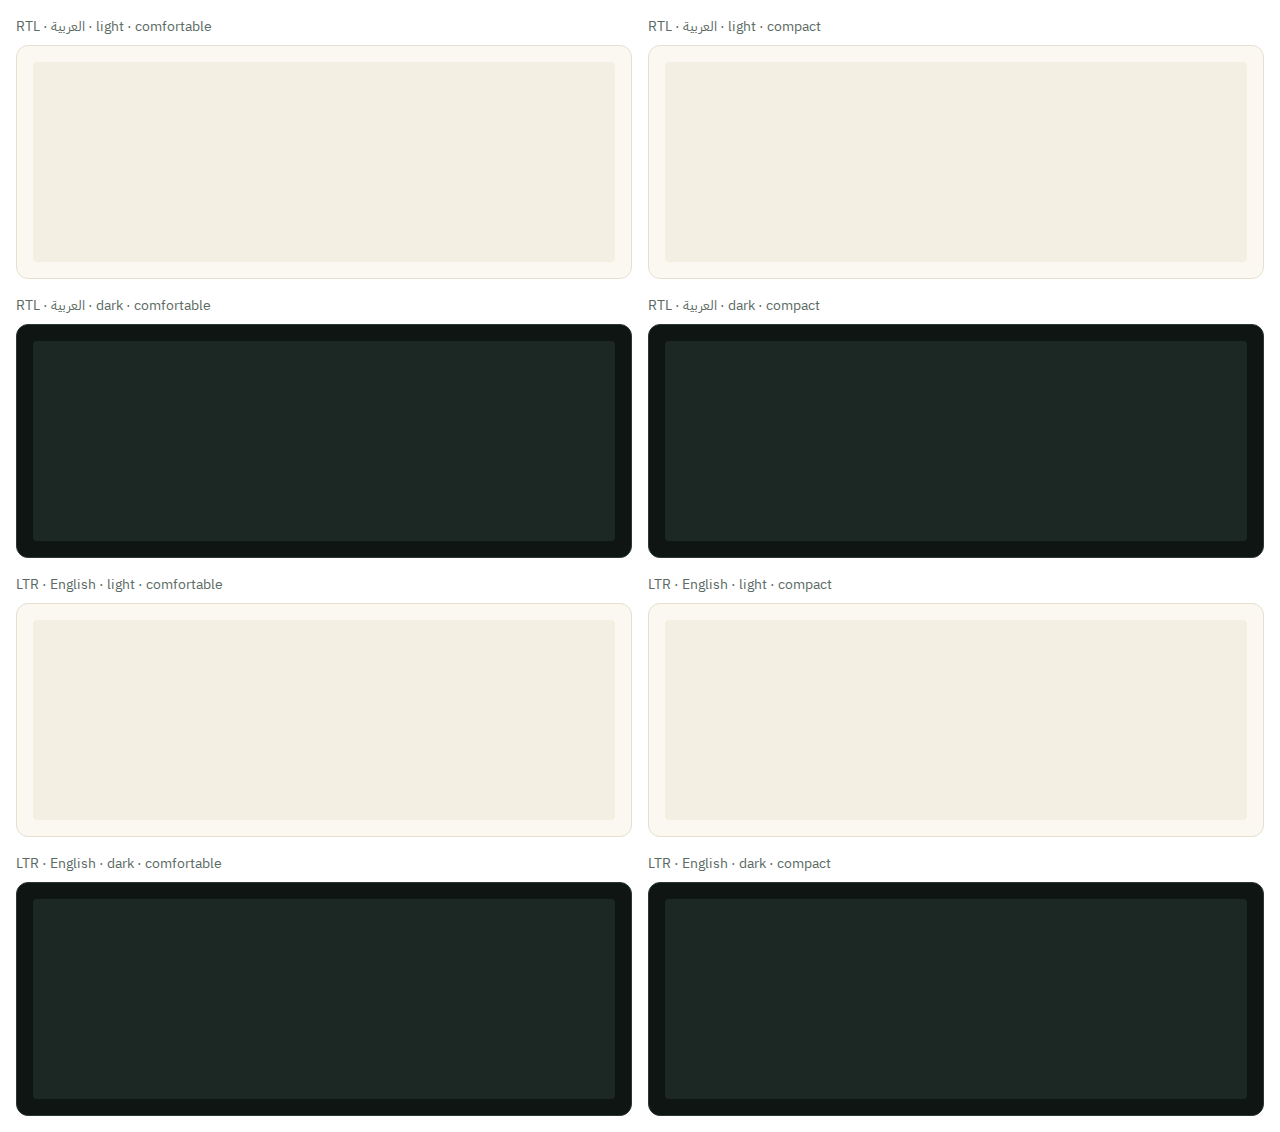 RTL · العربية · light · comfortable
RTL · العربية · light · compact
RTL · العربية · dark · comfortable
RTL · العربية · dark · compact
LTR · English · light · comfortable
LTR · English · light · compact
LTR · English · dark · comfortable
LTR · English · dark · compact